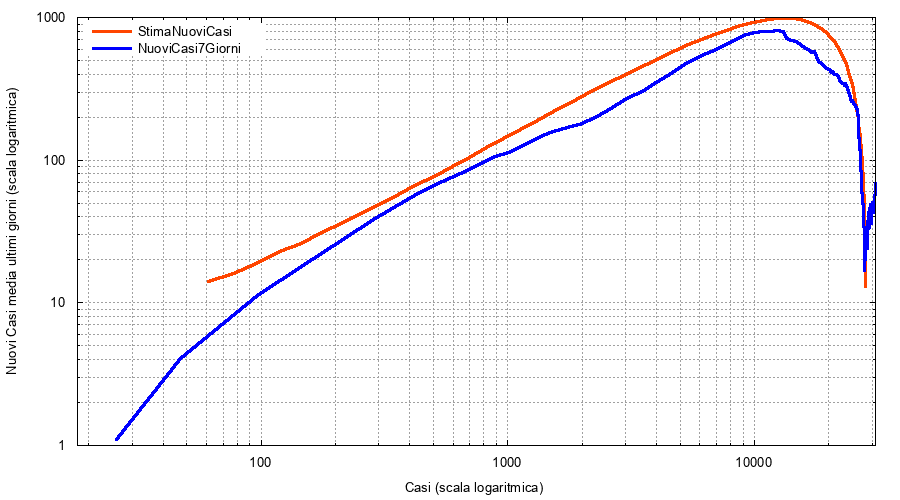 1000
StimaNuoviCasi
NuoviCasi7Giorni
100
10
1
Nuovi Casi media ultimi giorni (scala logaritmica)
100
1000
10000
Casi (scala logaritmica)